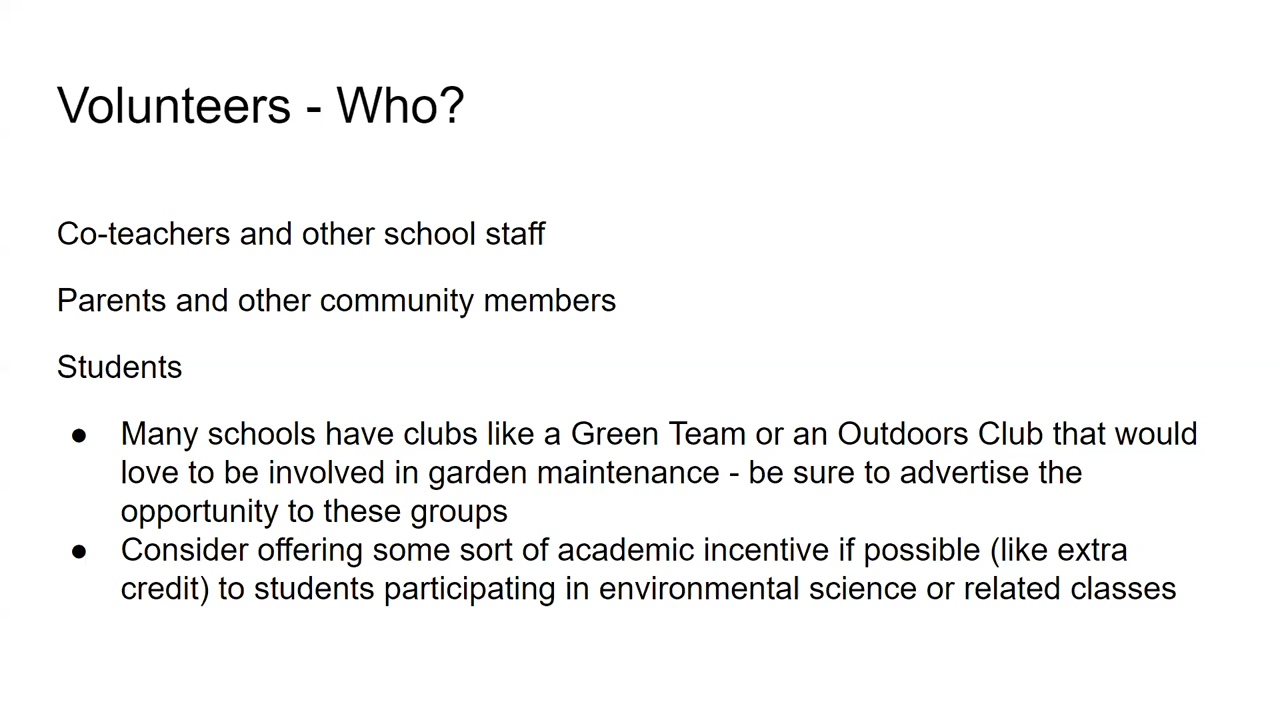 Volunteers - Who?
Co-teachers and other school staff
Parents and other community members
Students
● Many schools have clubs like a Green Team or an Outdoors Club that would
love to be involved in garden maintenance - be sure to advertise the
opportunity to these groups
● Consider offering some sort of academic incentive if possible (like extra
credit) to students participating in environmental science or related classes